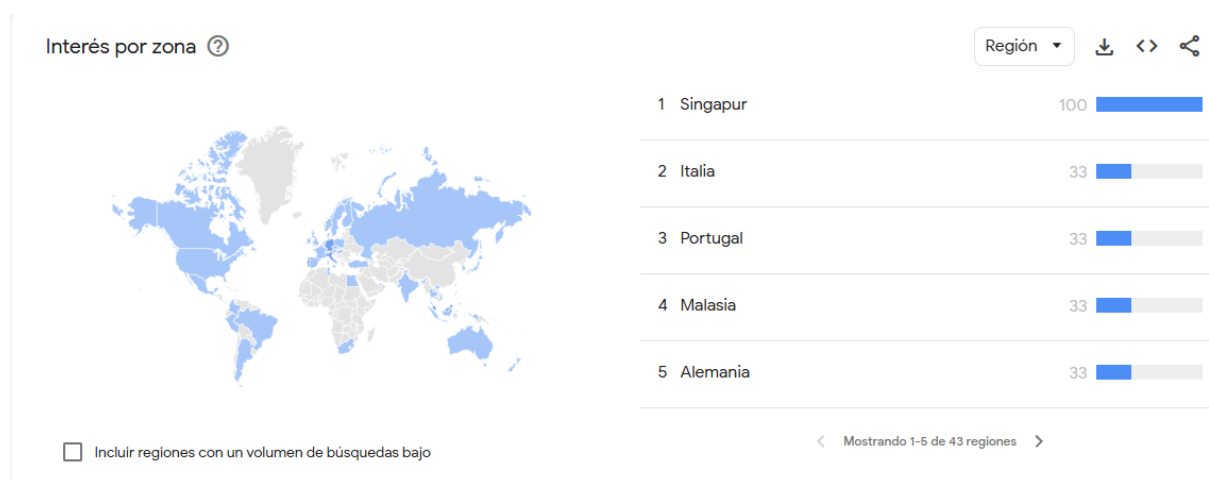 Interés por zona
Región
1 Singapur 100
2 Italia 33
3 Portugal 33
4 Malasia 33
5 Alemania 33
Incluir regiones con un volumen de búsquedas bajo
Mostrando 1-5 de 43 regiones